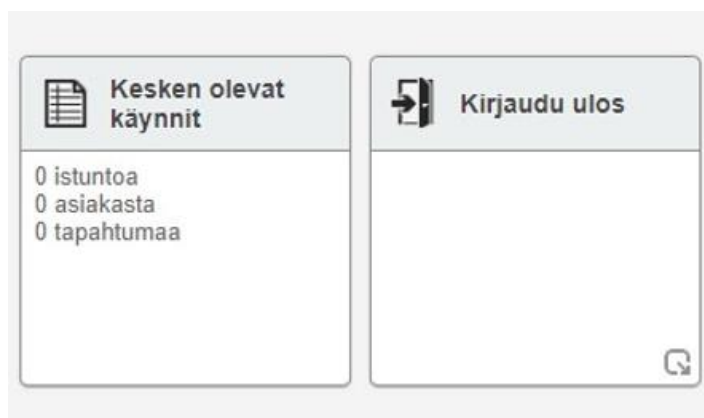 Kesken olevat
käynnit
0 istuntoa
0 asiakasta
0 tapahtumaa
Kirjaudu ulos